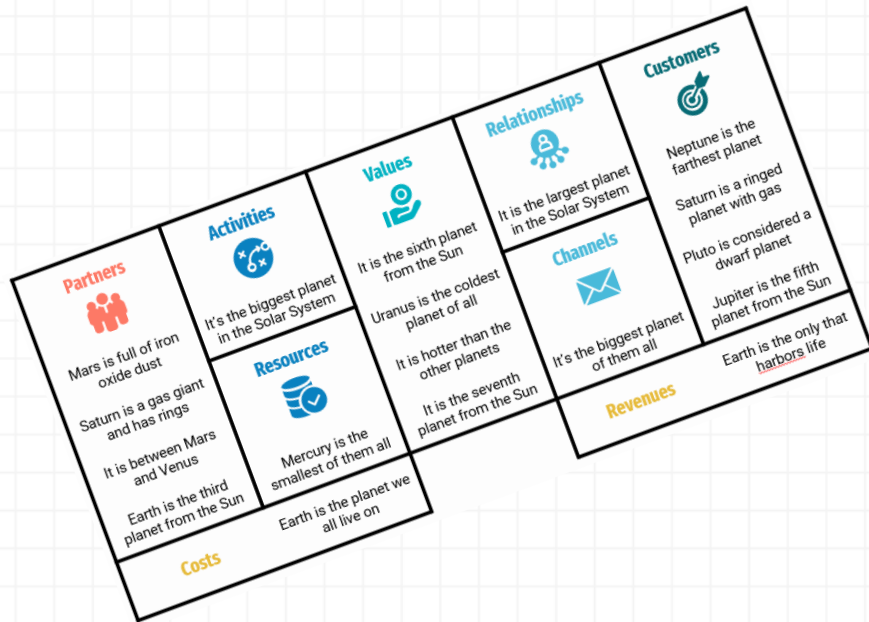 Partners
Mars is full of iron
oxide dust
Saturn is a gas giant
and has rings
It is between Mars
and Venus
Earth is the third
planet from the Sun
Activities
It's the biggest planet
in the Solar System
Resources
Mercury is the
smallest of them all
Values
It is the sixth planet
from the Sun
Uranus is the coldest
planet of all
It is hotter than the
other planets
It is the seventh
planet from the Sun
Relationships
It is the largest planet
in the Solar System
Channels
It's the biggest planet
of them all
Customers
Neptune is the
farthest planet
Saturn is a ringed
planet with gas
Pluto is considered a
dwarf planet
Jupiter is the fifth
planet from the Sun
Costs
Earth is the planet we
all live on
Revenues
Earth is the only that
harbors life